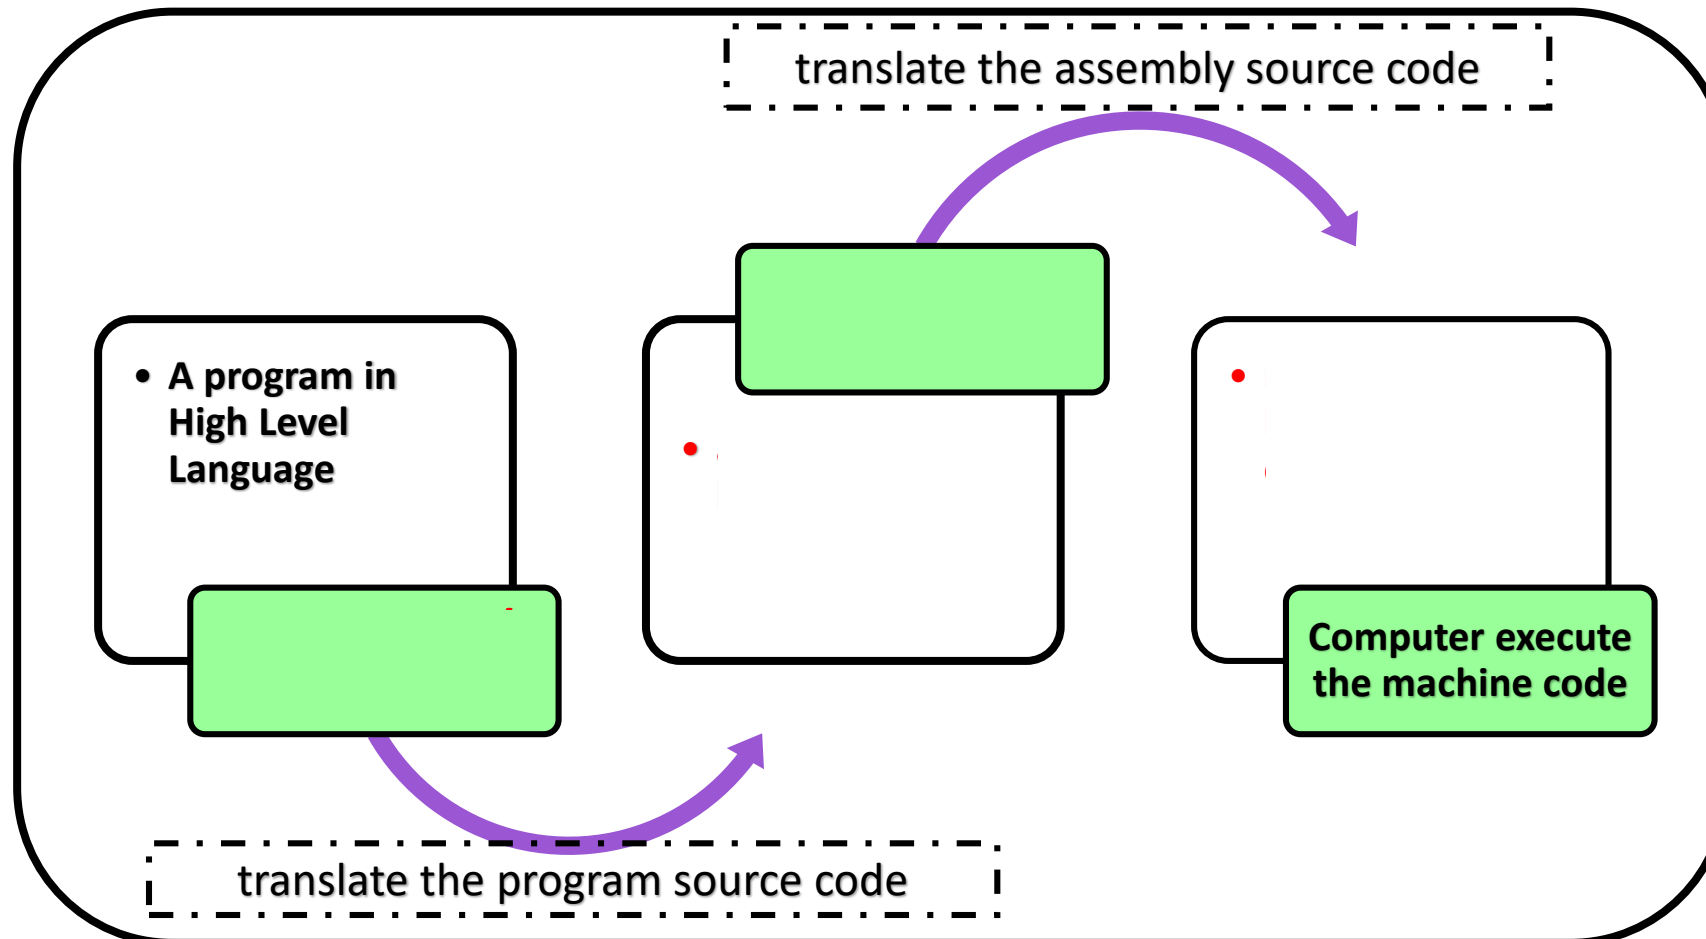 translate the assembly source code
• A program in
High Level
Language
•
•
Computer execute
the machine code
translate the program source code